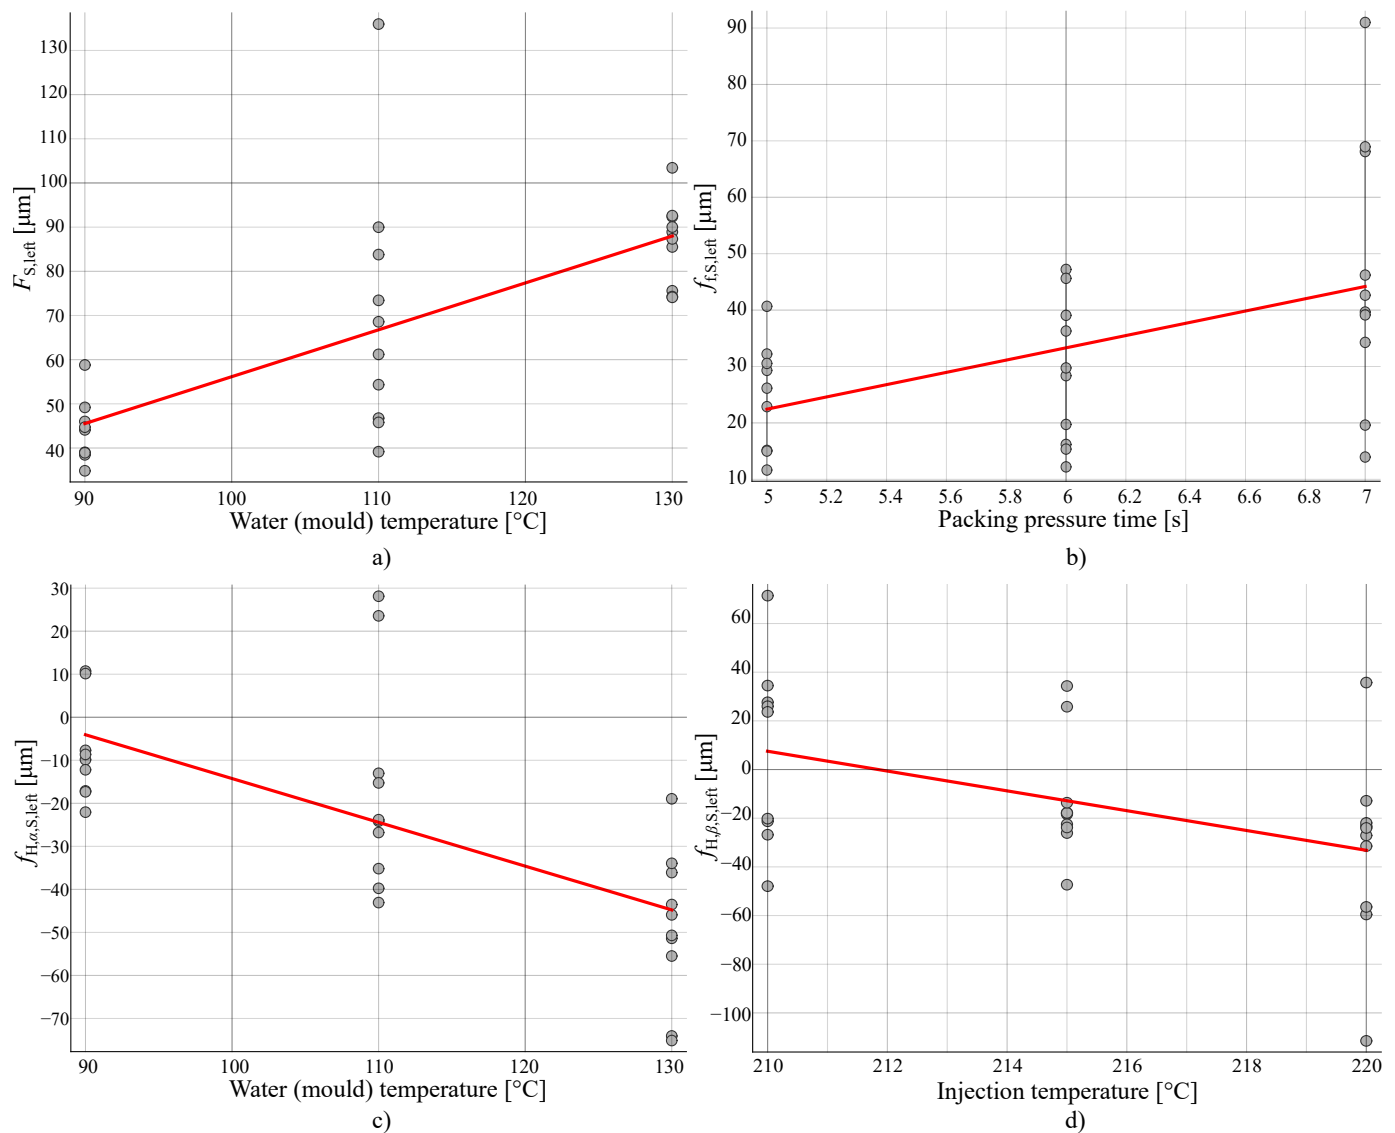 130
120
110
100
90
80
70
60
50
40
F S,left [µm]
90 100 110 120 130
Water (mould) temperature [°C]
a)
90
80
70
60
50
40
30
20
10
f f,S,left [µm]
5 5.2 5.4 5.6 5.8 6 6.2 6.4 6.6 6.8 7
Packing pressure time [s]
b)
30
20
10
0
−10
−20
−30
−40
−50
−60
−70
f H,α,S,left [µm]
90 100 110 120 130
Water (mould) temperature [°C]
c)
60
40
20
0
−20
−40
−60
−80
−100
f H,β,S,left [µm]
210 212 214 216 218 220
Injection temperature [°C]
d)